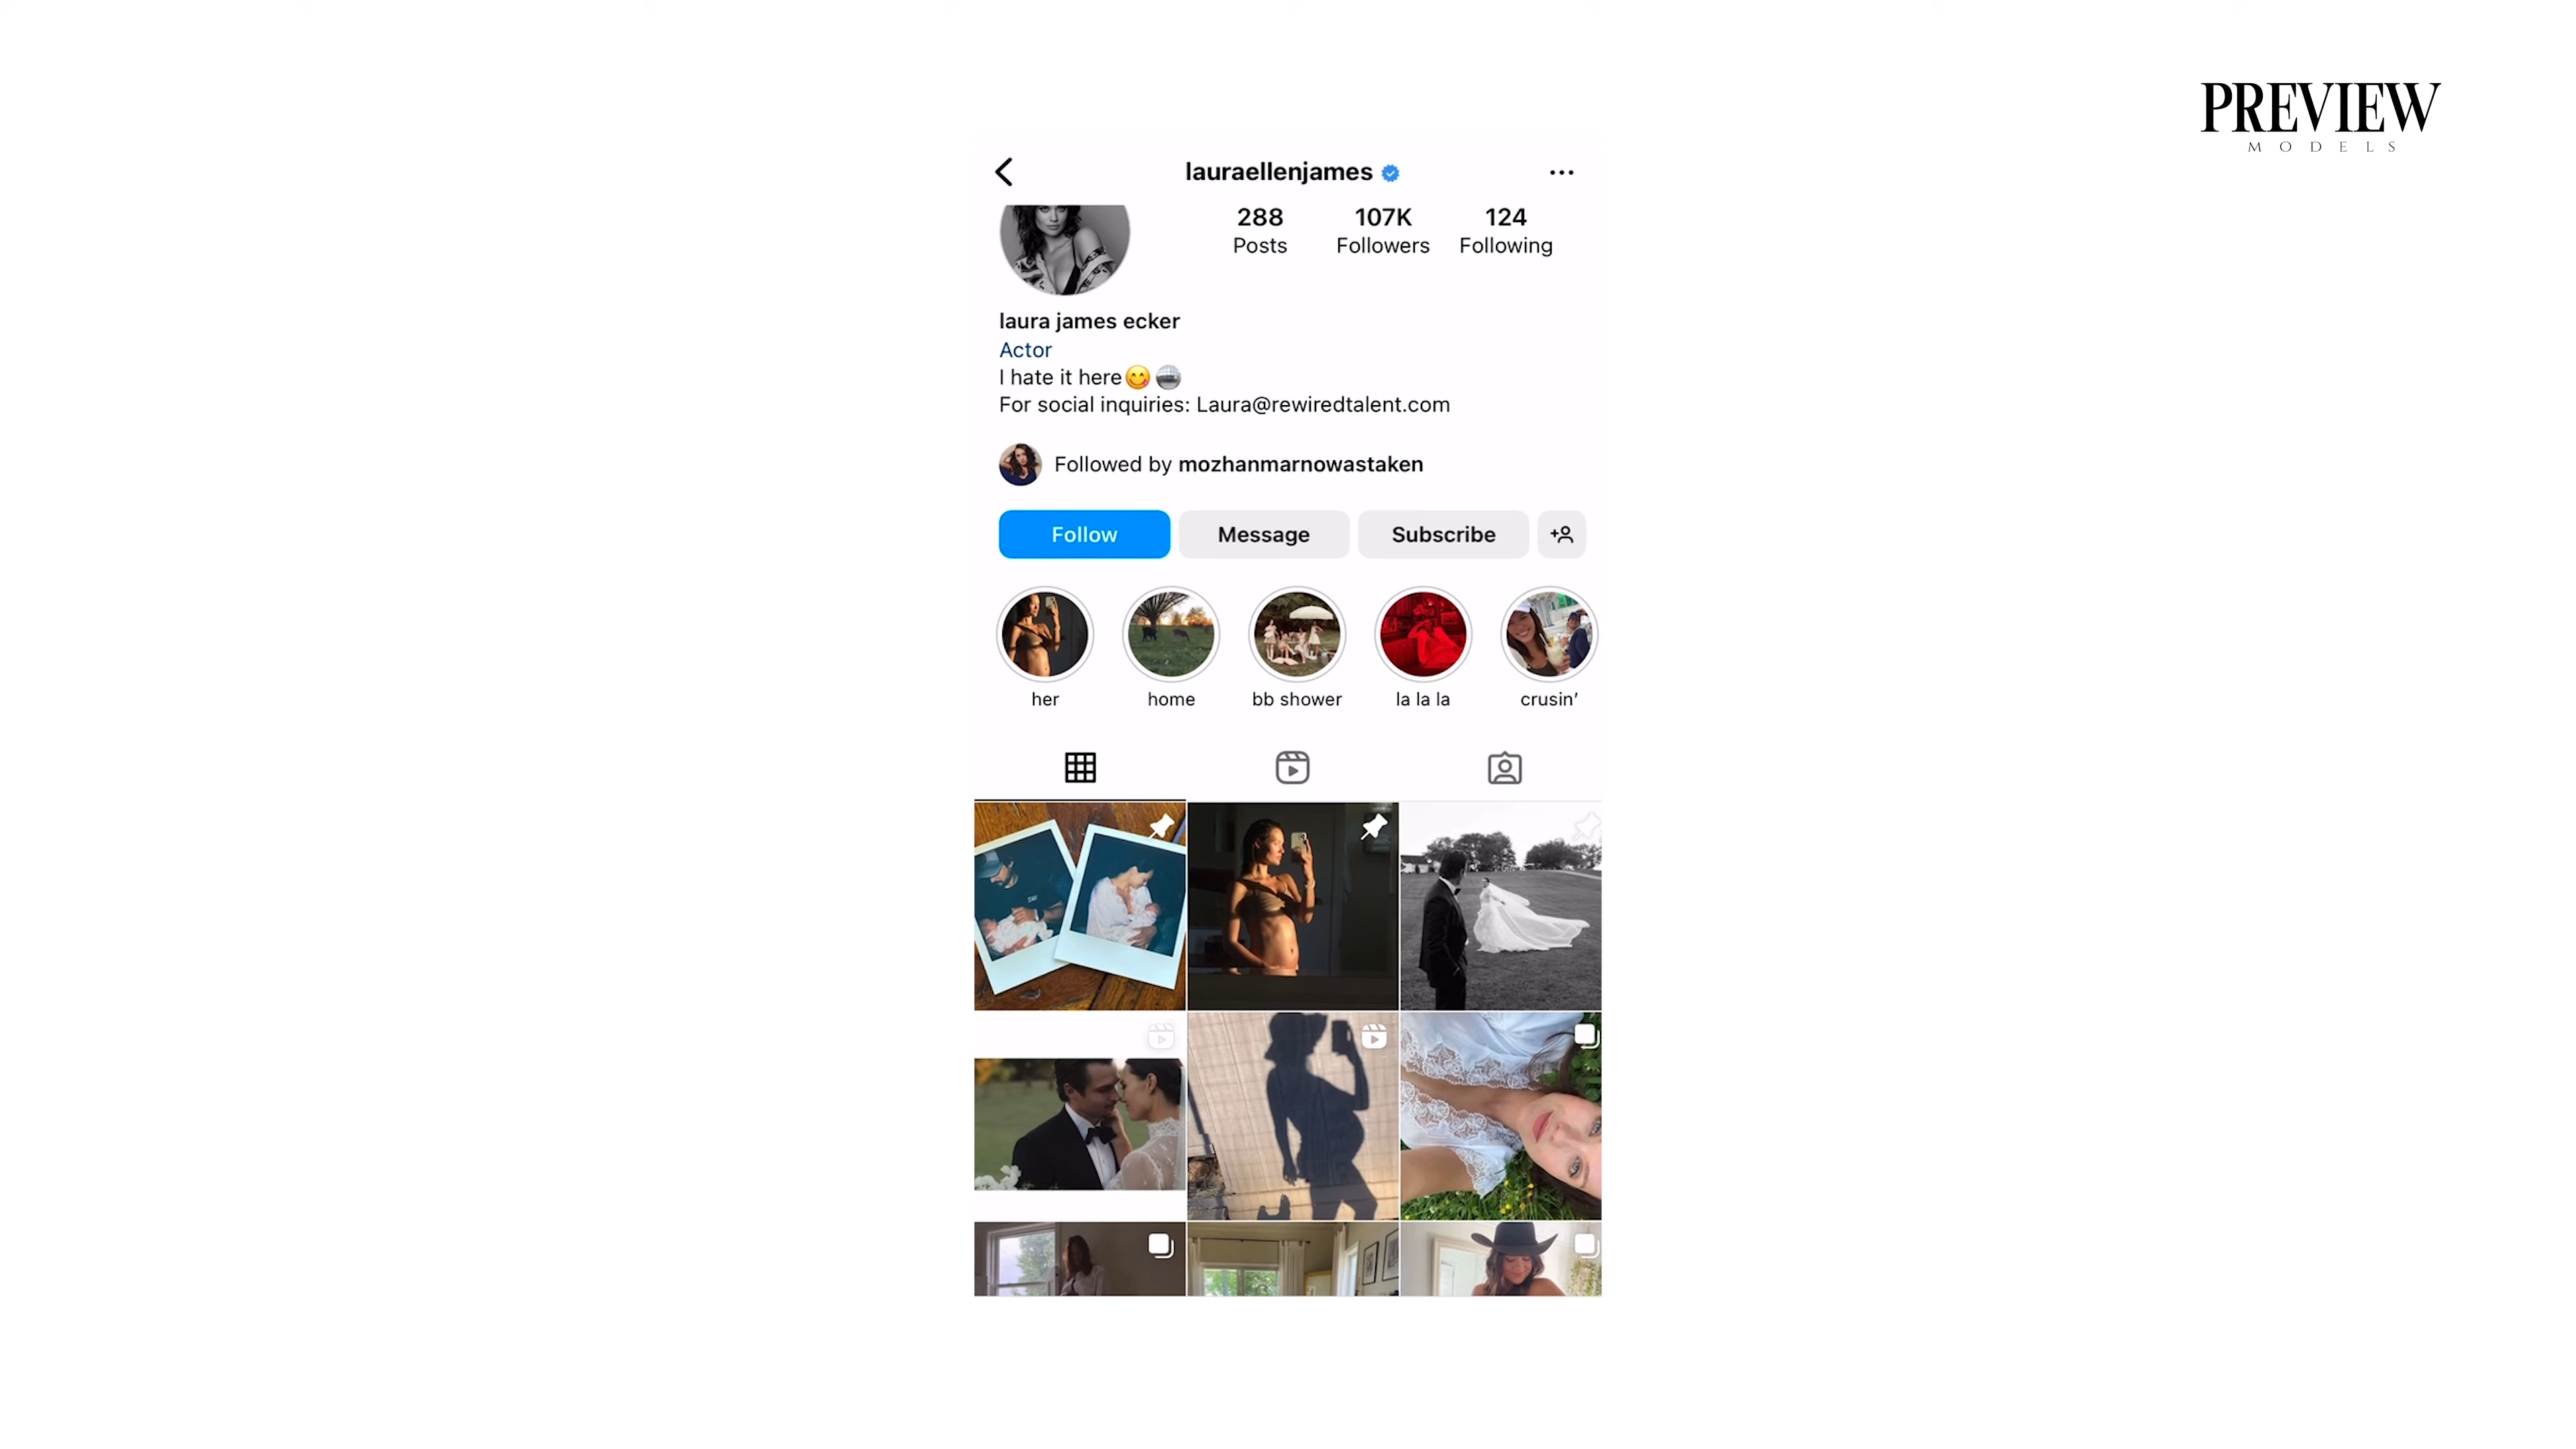 PREVIEW
MODELS
lauraellenjames
288
107K
124
Posts
Followers
Following
laura james ecker
Actor
I hate it here😋🪩
For social inquiries: Laura@rewiredtalent.com
Followed by mozhanmarnowastaken
Follow
Message
Subscribe
her
home
bb shower
la la la
crusin’